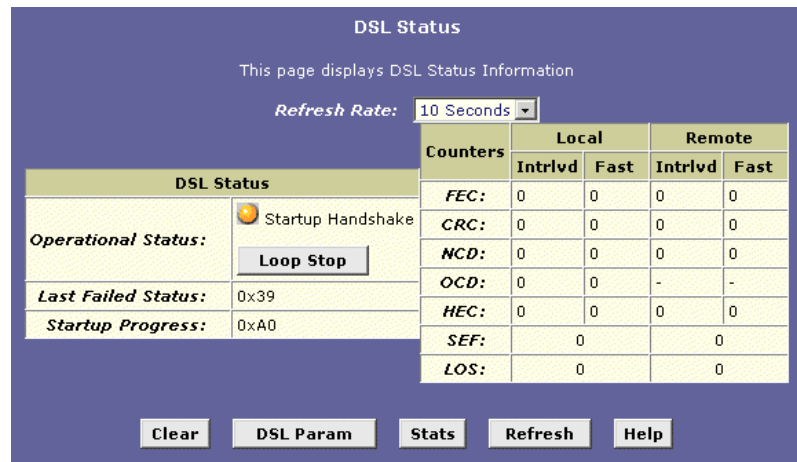 DSL Status
This page displays DSL Status Information
Refresh Rate: 10 Seconds
DSL Status
Operational Status: Startup Handshake
Loop Stop
Last Failed Status: 0x39
Startup Progress: 0xA0
Counters Local Remote
Intrlvd Fast Intrlvd Fast
FEC: 0 0 0 0
CRC: 0 0 0 0
NCD: 0 0 0 0
OCD: 0 0 - -
HEC: 0 0 0 0
SEF: 0 0
LOS: 0 0
Clear DSL Param Stats Refresh Help